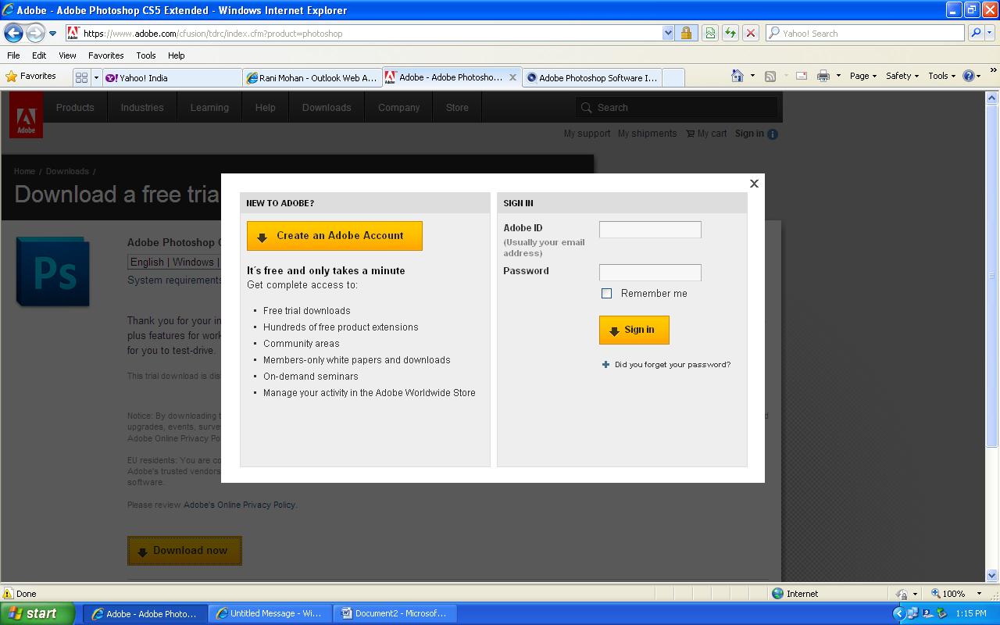 Adobe - Adobe Photoshop CS5 Extended - Windows Internet Explorer
https://www.adobe.com/cfusion/tdrc/index.cfm?product=photoshop
Yahoo! Search
File Edit View Favorites Tools Help
Favorites
Yahoo! India
Rani Mohan - Outlook Web A...
Adobe - Adobe Photosho...
Adobe Photoshop Software I...
Page Safety Tools
Adobe
Products Industries Learning Help Downloads Company Store
Search
My support My shipments My cart Sign in
Home / Downloads /
Download a free tria
Ps
Adobe Photoshop C
English | Windows |
System requirements
Thank you for your in
plus features for work
for you to test-drive.
This trial download is dist
Notice: By downloading t
d
upgrades, events, surve
Adobe Online Privacy Pol
EU residents: You are co
Adobe's trusted vendors
software.
Please review Adobe's Online Privacy Policy.
Download now
NEW TO ADOBE?
Create an Adobe Account
It´s free and only takes a minute
Get complete access to:
• Free trial downloads
• Hundreds of free product extensions
• Community areas
• Members-only white papers and downloads
• On-demand seminars
• Manage your activity in the Adobe Worldwide Store
SIGN IN
Adobe ID
(Usually your email
address)
Password
Remember me
Sign in
Did you forget your password?
Done
Internet
100%
start
Adobe - Adobe Photo...
Untitled Message - Wi...
Document2 - Microsof...
1:15 PM